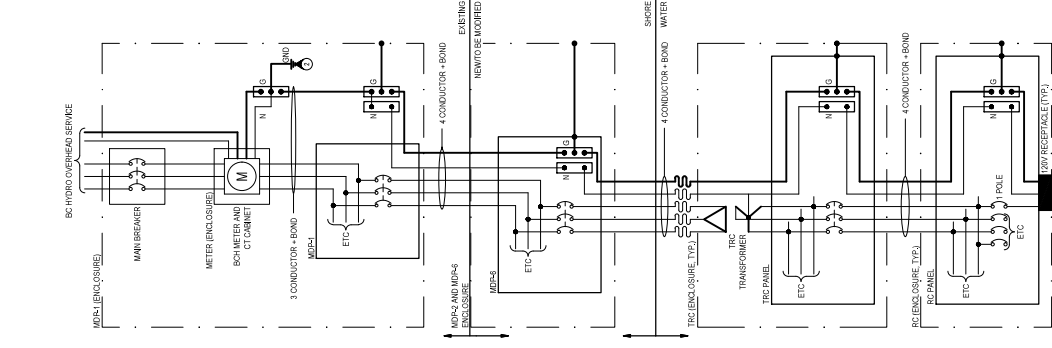 BC HYDRO OVERHEAD SERVICE
MDP-1 (ENCLOSURE)
MAIN BREAKER
METER (ENCLOSURE)
BCH METER AND
CT CABINET
M
G
GND
2
3 CONDUCTOR + BOND
MDP-1
ETC
G
N
4 CONDUCTOR + BOND
EXISTING
NEW/TO BE MODIFIED
MDP-2 AND MDP-6
ENCLOSURE
MDP-6
ETC
G
N
SHORE
WATER
4 CONDUCTOR + BOND
TRC (ENCLOSURE, TYP.)
TRC
TRANSFORMER
TRC PANEL
ETC
G
N
4 CONDUCTOR + BOND
RC (ENCLOSURE, TYP.)
RC PANEL
ETC
G
N
1 POLE
ETC
120V RECEPTACLE (TYP.)